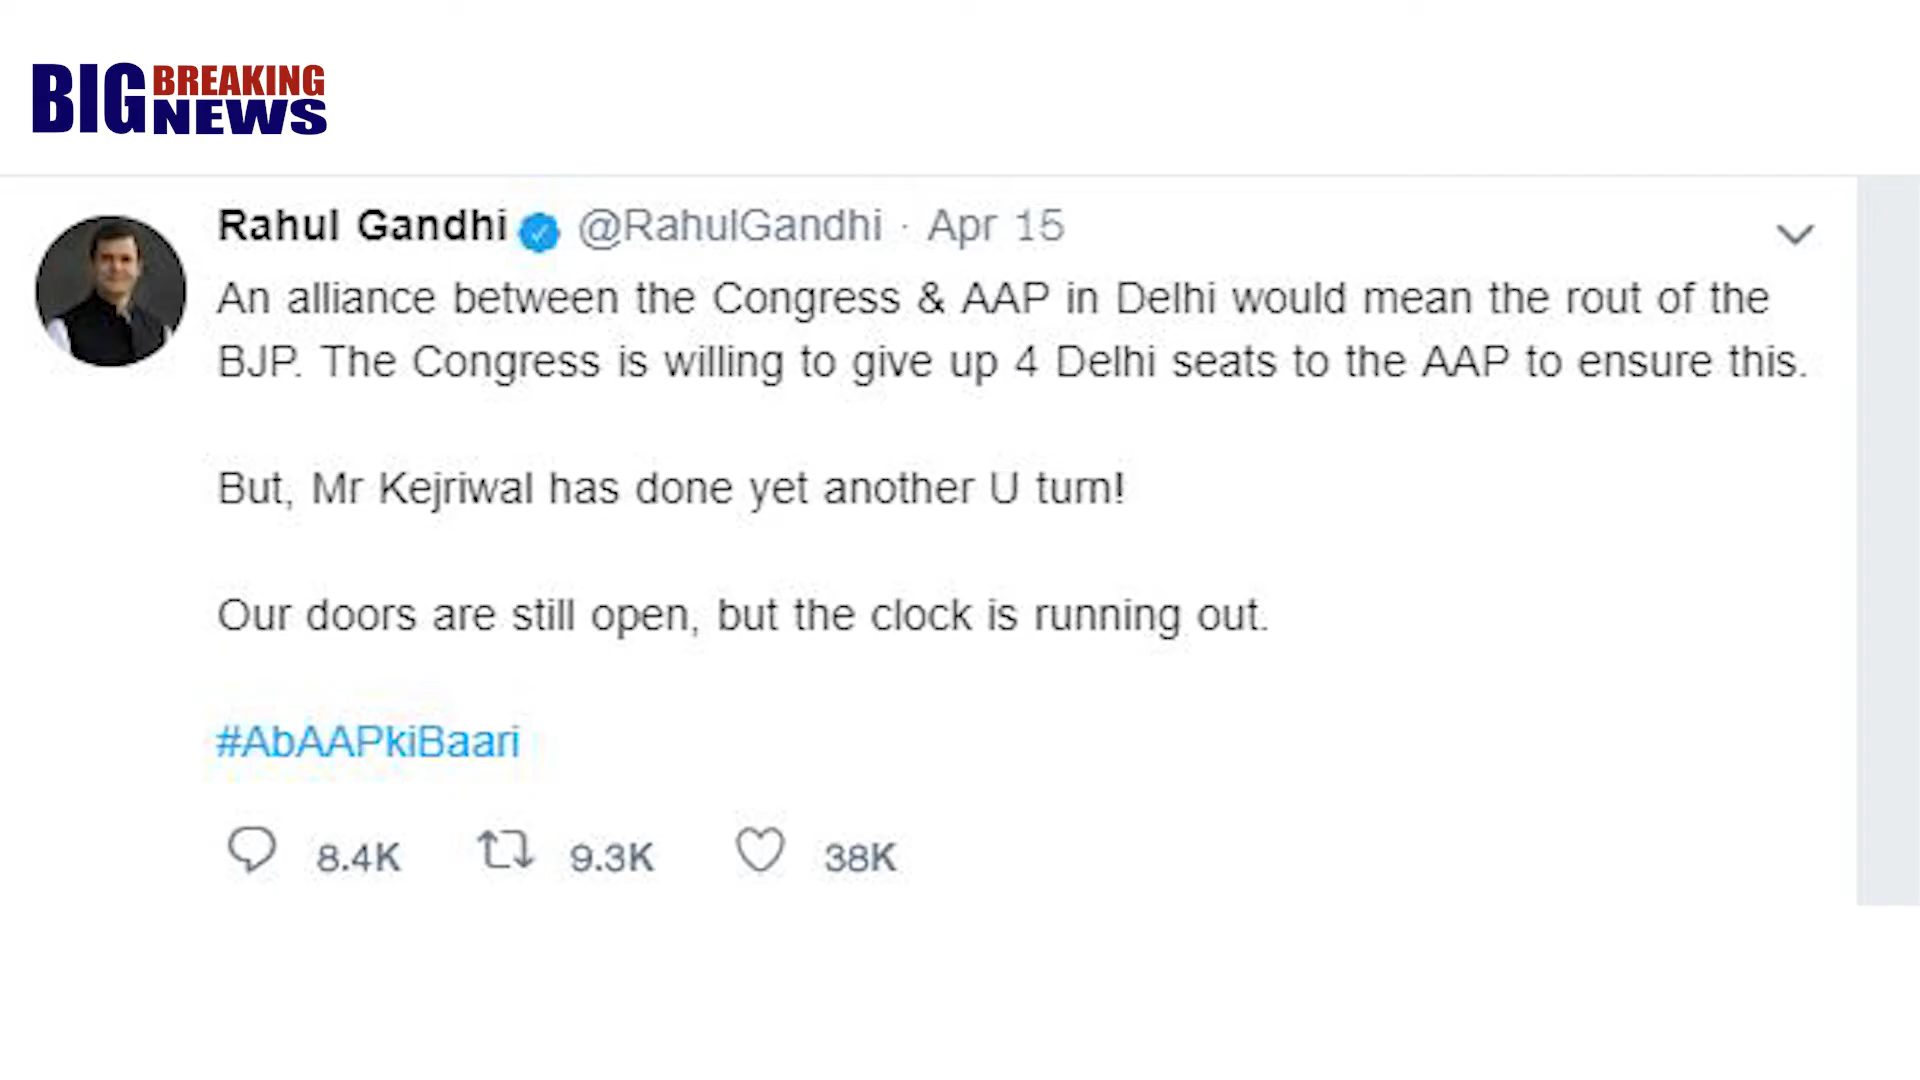 BIG BREAKING NEWS
Rahul Gandhi @RahulGandhi · Apr 15
An alliance between the Congress & AAP in Delhi would mean the rout of the
BJP. The Congress is willing to give up 4 Delhi seats to the AAP to ensure this.
But, Mr Kejriwal has done yet another U turn!
Our doors are still open, but the clock is running out.
#AbAAPkiBaari
8.4K 9.3K 38K